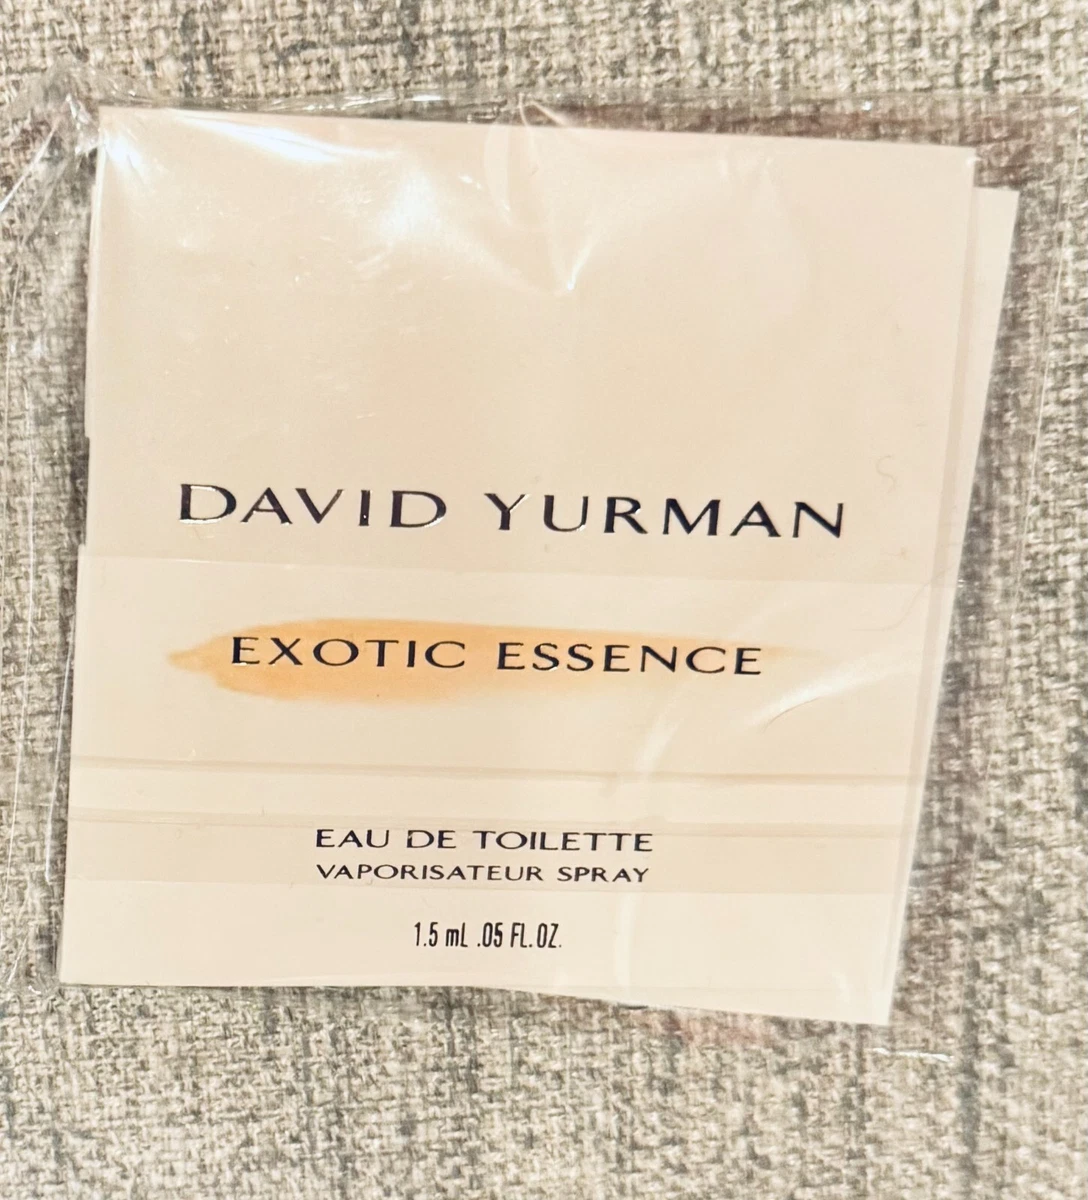 DAVID YURMAN
EXOTIC ESSENCE
EAU DE TOILETTE
VAPORISATEUR SPRAY
1.5 mL .05 FL.OZ.